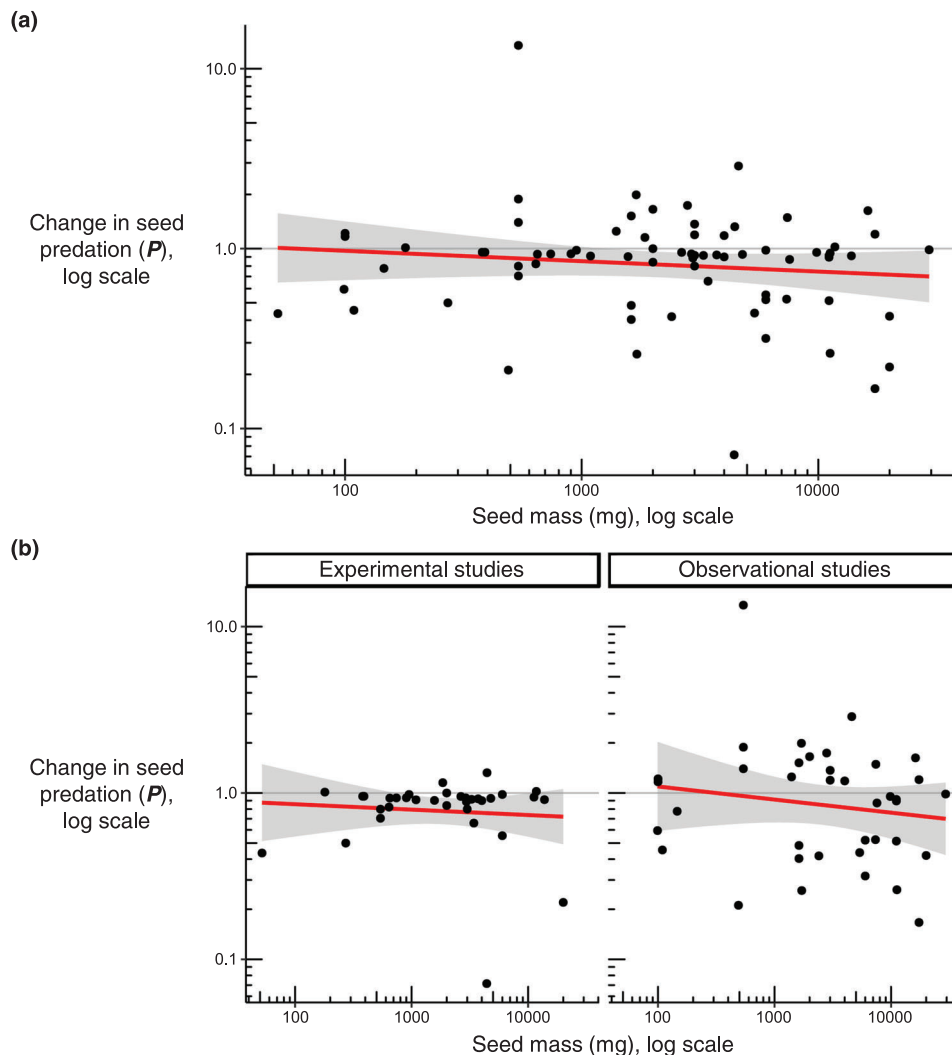 (a)
10.0
Change in seed
predation (P),
log scale
1.0
0.1
100 1000 10000
Seed mass (mg), log scale
(b)
Experimental studies Observational studies
10.0
Change in seed
predation (P),
log scale
1.0
0.1
100 1000 10000 100 1000 10000
Seed mass (mg), log scale